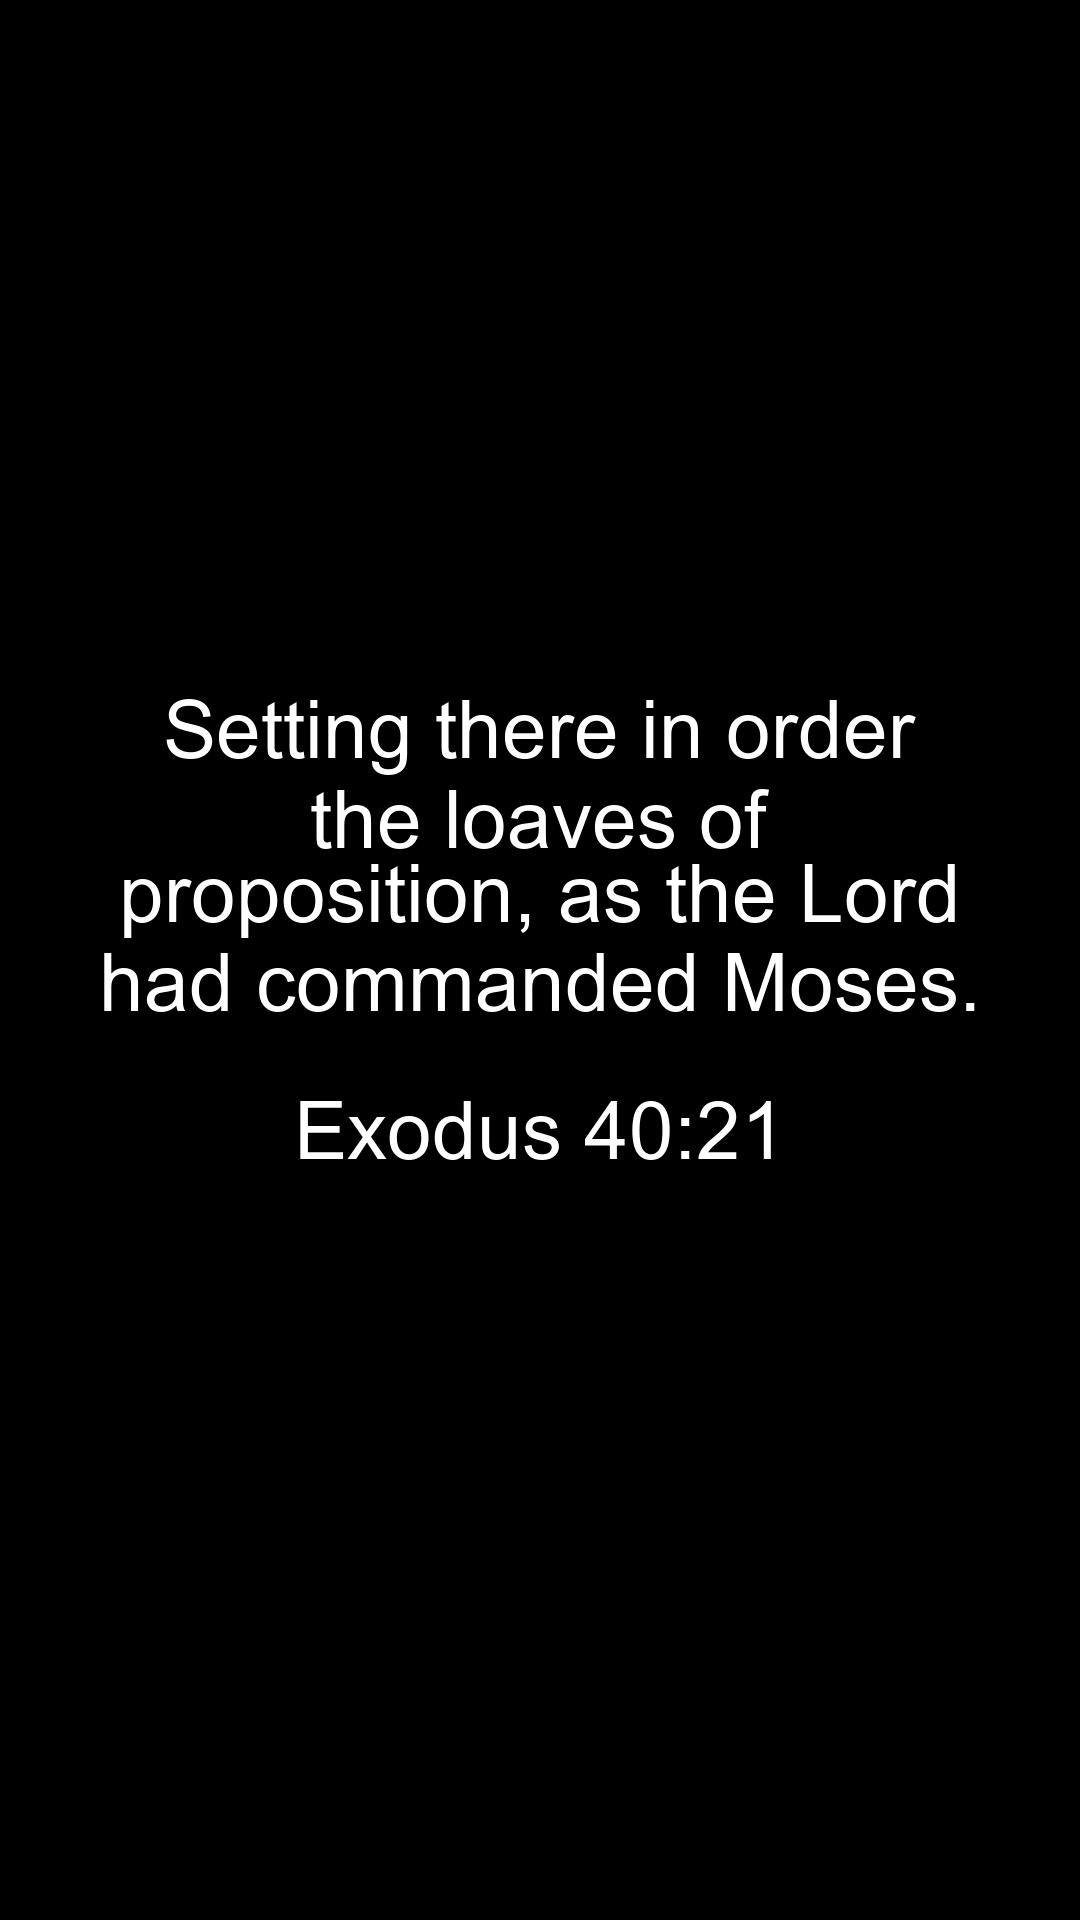 Setting there in order
the loaves of
proposition, as the Lord
had commanded Moses.
Exodus 40:21